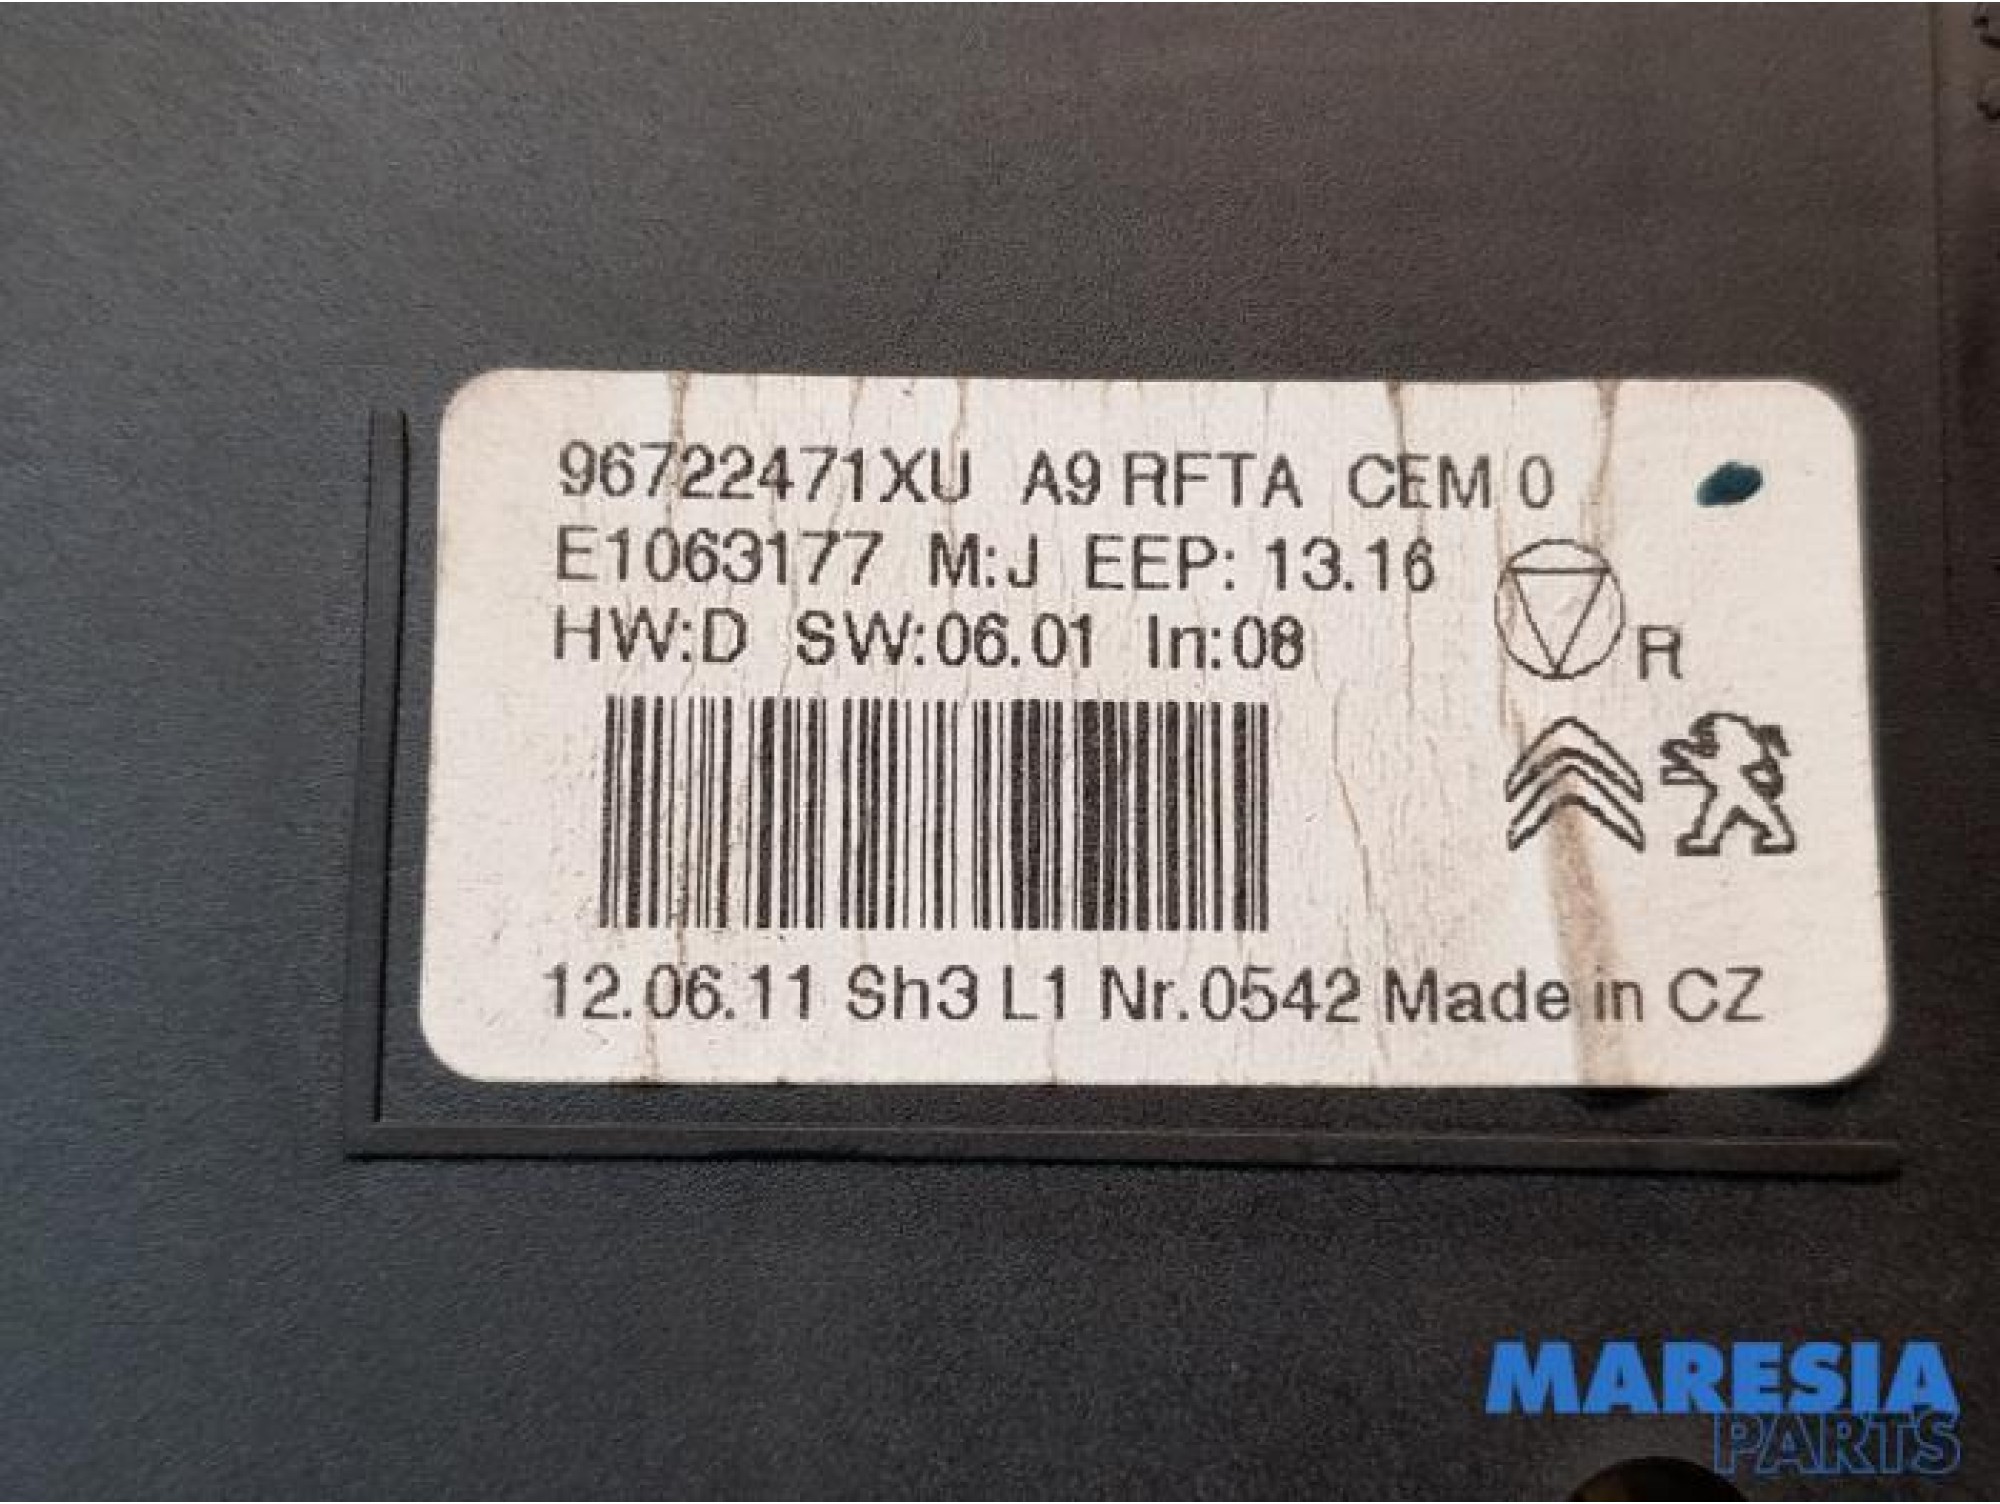 96722471XU A9 RFTA CEM 0
E1063177 M:J EEP: 13.16
HW:D SW:06.01 In:08
R
12.06.11 Sh3 L1 Nr.0542 Made in CZ
MARESIA
PARTS